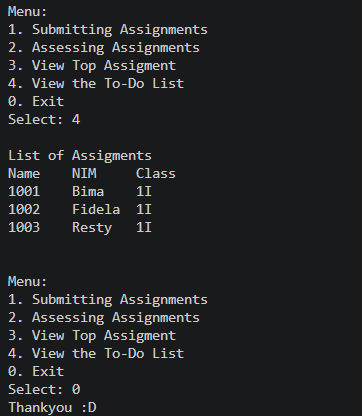 Menu:
1. Submitting Assignments
2. Assessing Assignments
3. View Top Assigment
4. View the To-Do List
0. Exit
Select: 4
List of Assigments
Name    NIM    Class
1001    Bima    1I
1002    Fidela  1I
1003    Resty   1I
Menu:
1. Submitting Assignments
2. Assessing Assignments
3. View Top Assigment
4. View the To-Do List
0. Exit
Select: 0
Thankyou :D